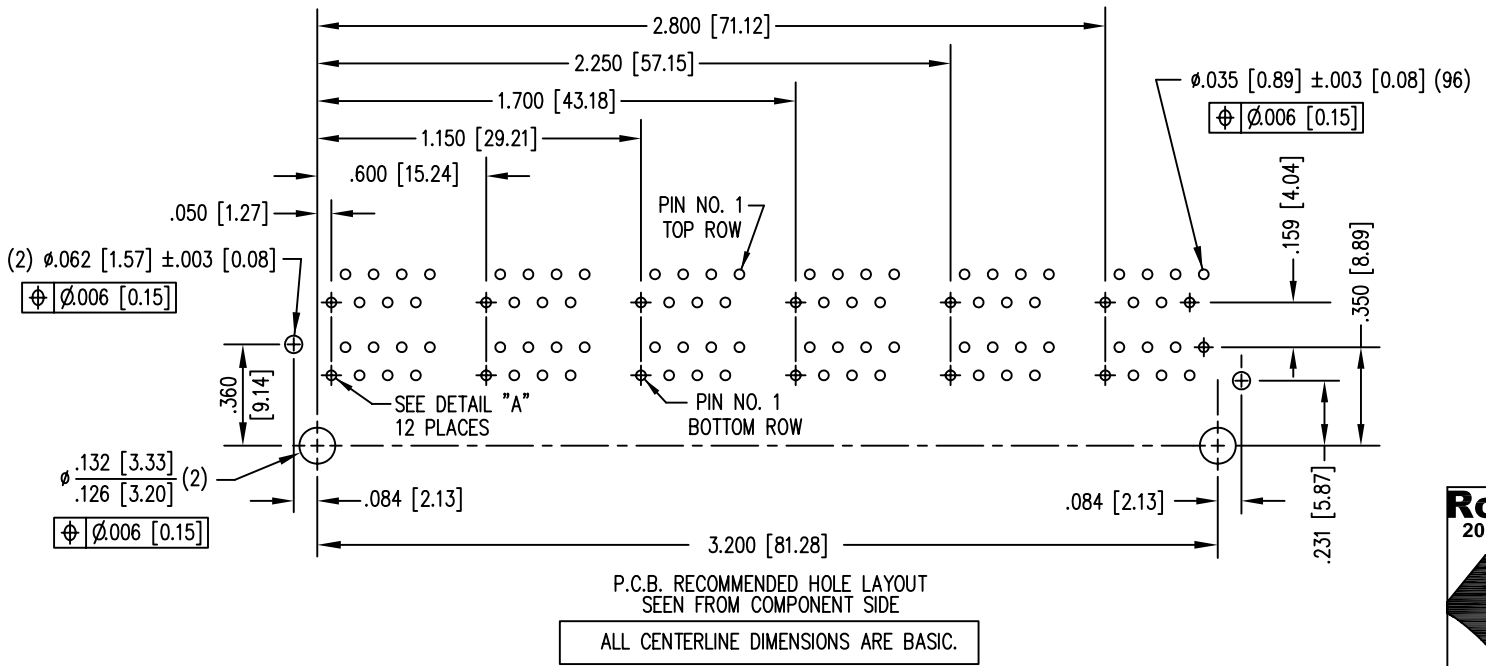 2.800 [71.12]
2.250 [57.15]
1.700 [43.18]
1.150 [29.21]
.600 [15.24]
.050 [1.27]
⌀.035 [0.89] ±.003 [0.08] (96)
⌖ ⌀.006 [0.15]
PIN NO. 1
TOP ROW
.159 [4.04]
.350 [8.89]
(2) ⌀.062 [1.57] ±.003 [0.08]
⌖ ⌀.006 [0.15]
.360
[9.14]
SEE DETAIL "A"
12 PLACES
PIN NO. 1
BOTTOM ROW
⌀ .132 [3.33]
.126 [3.20] (2)
⌖ ⌀.006 [0.15]
.084 [2.13]
.084 [2.13]
.231 [5.87]
3.200 [81.28]
P.C.B. RECOMMENDED HOLE LAYOUT
SEEN FROM COMPONENT SIDE
ALL CENTERLINE DIMENSIONS ARE BASIC.